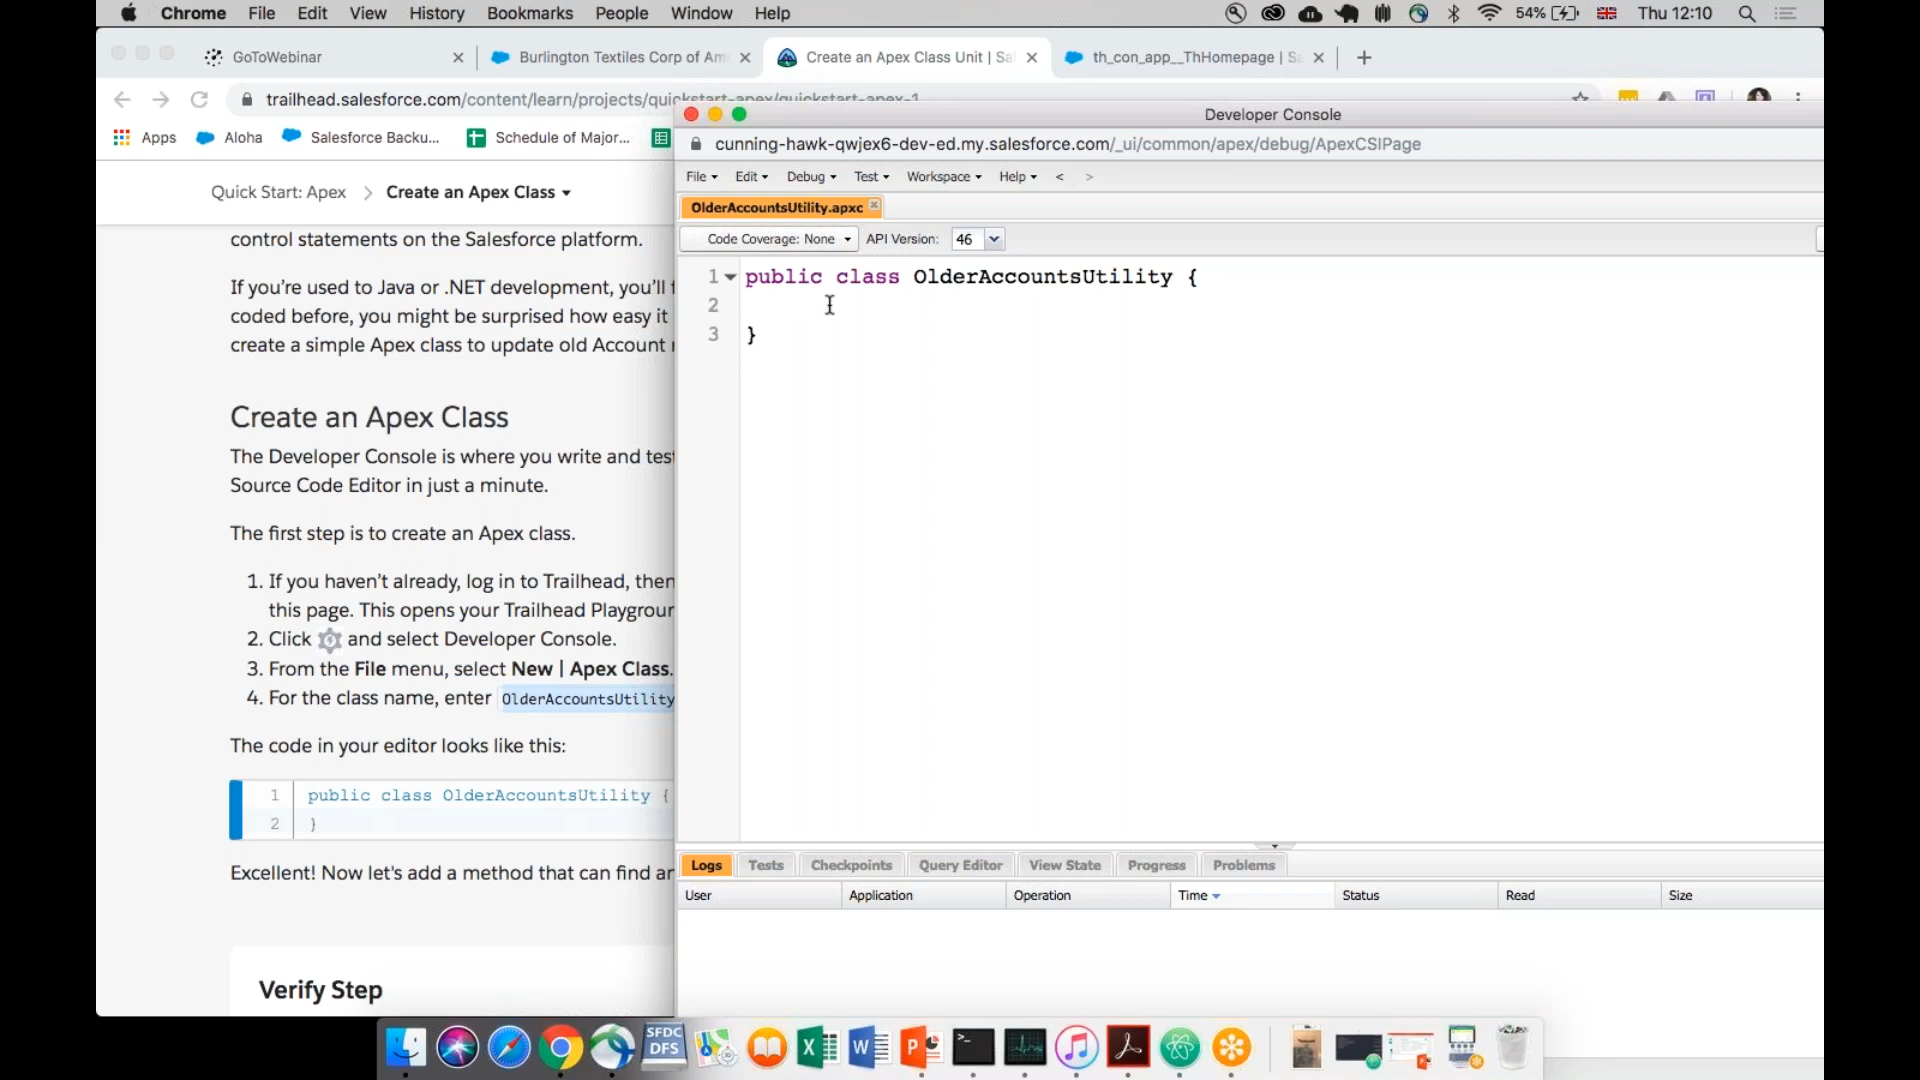 Chrome File Edit View History Bookmarks People Window Help 54% Thu 12:10
GoToWebinar
Burlington Textiles Corp of Am
Create an Apex Class Unit | Sa
th_con_app__ThHomepage | Sa
trailhead.salesforce.com/content/learn/projects/quickstart-apex/quickstart-apex-1
Apps Aloha Salesforce Backu... Schedule of Major...
Quick Start: Apex > Create an Apex Class
control statements on the Salesforce platform.
If you're used to Java or .NET development, you'll
coded before, you might be surprised how easy it
create a simple Apex class to update old Account
Create an Apex Class
The Developer Console is where you write and test
Source Code Editor in just a minute.
The first step is to create an Apex class.
1. If you haven't already, log in to Trailhead, then
this page. This opens your Trailhead Playgroun
2. Click and select Developer Console.
3. From the File menu, select New | Apex Class.
4. For the class name, enter OlderAccountsUtility
The code in your editor looks like this:
1 public class OlderAccountsUtility {
2 }
Excellent! Now let's add a method that can find an
Verify Step
Developer Console
cunning-hawk-qwjex6-dev-ed.my.salesforce.com/_ui/common/apex/debug/ApexCSIPage
File Edit Debug Test Workspace Help < >
OlderAccountsUtility.apxc
Code Coverage: None API Version: 46
1 public class OlderAccountsUtility {
2
3 }
Logs Tests Checkpoints Query Editor View State Progress Problems
User Application Operation Time Status Read Size
SFDC
DFS